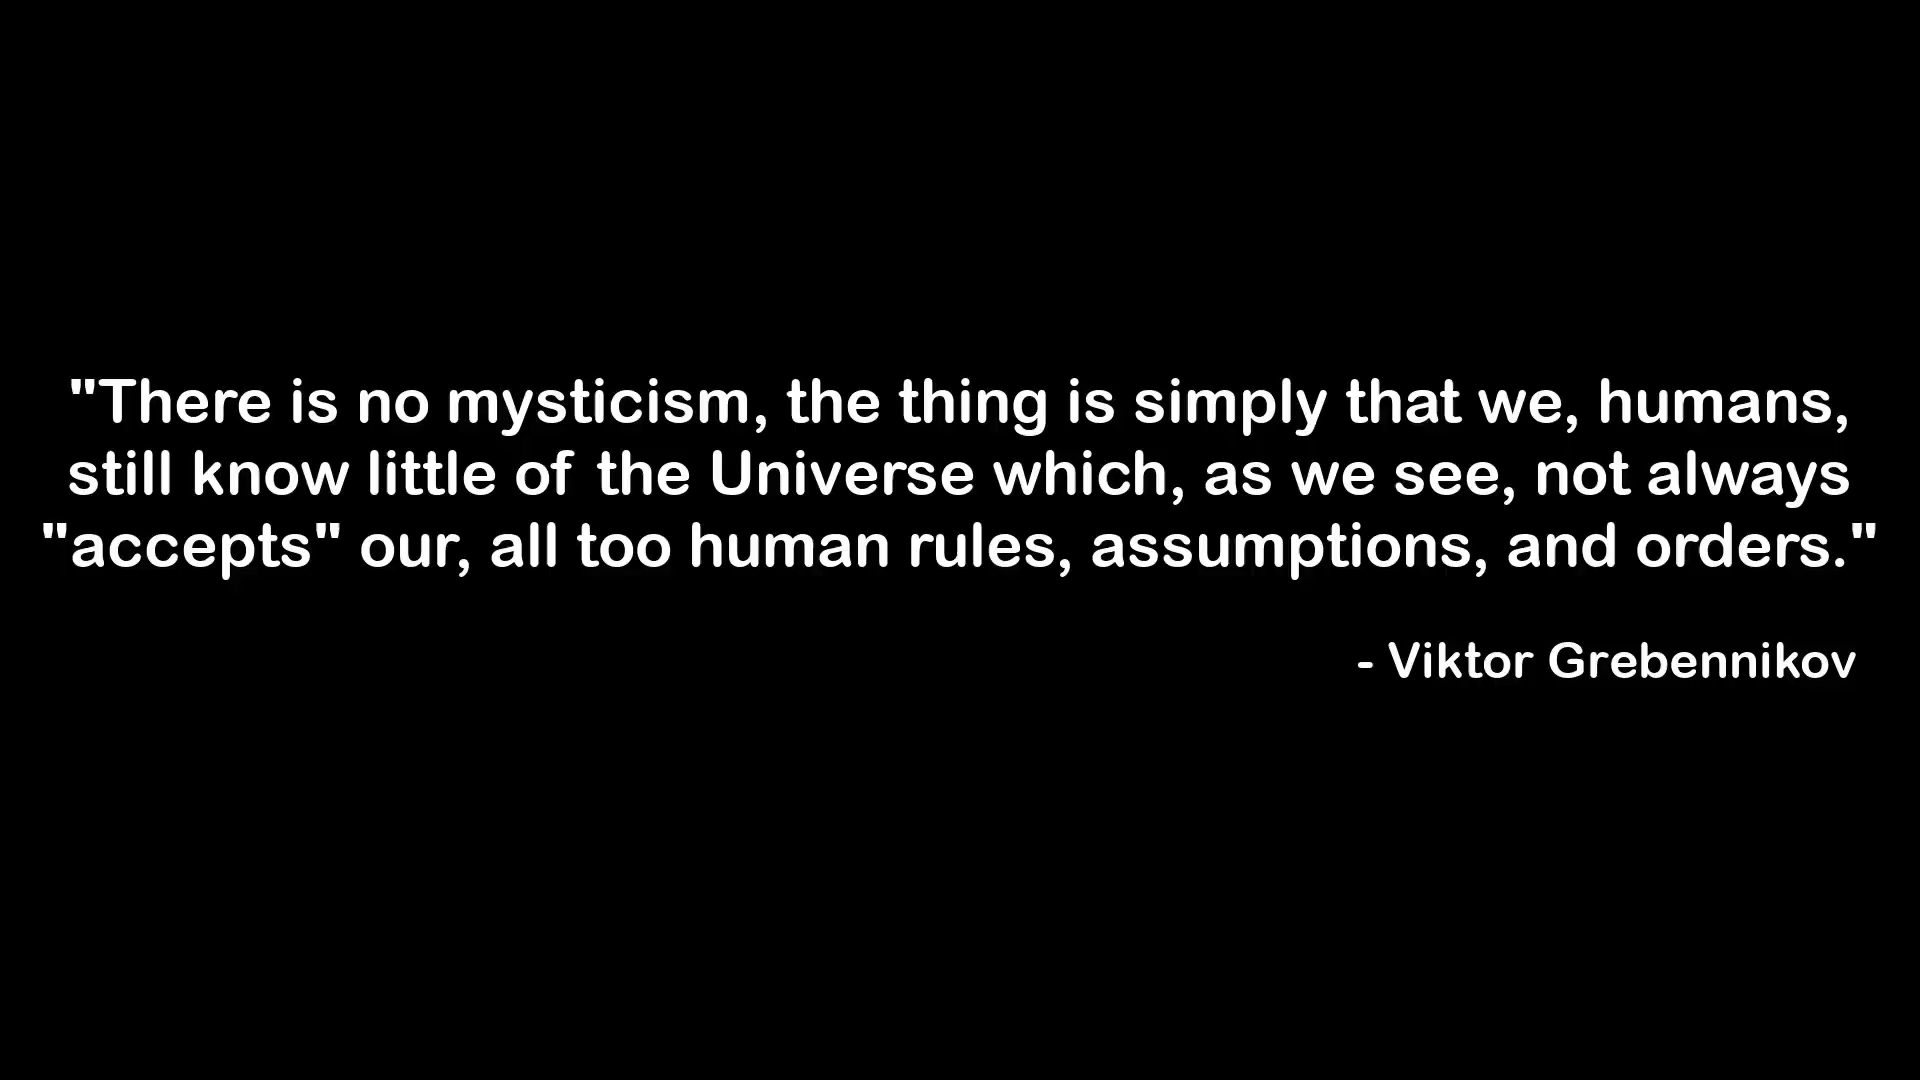 "There is no mysticism, the thing is simply that we, humans,
still know little of the Universe which, as we see, not always
"accepts" our, all too human rules, assumptions, and orders."
- Viktor Grebennikov